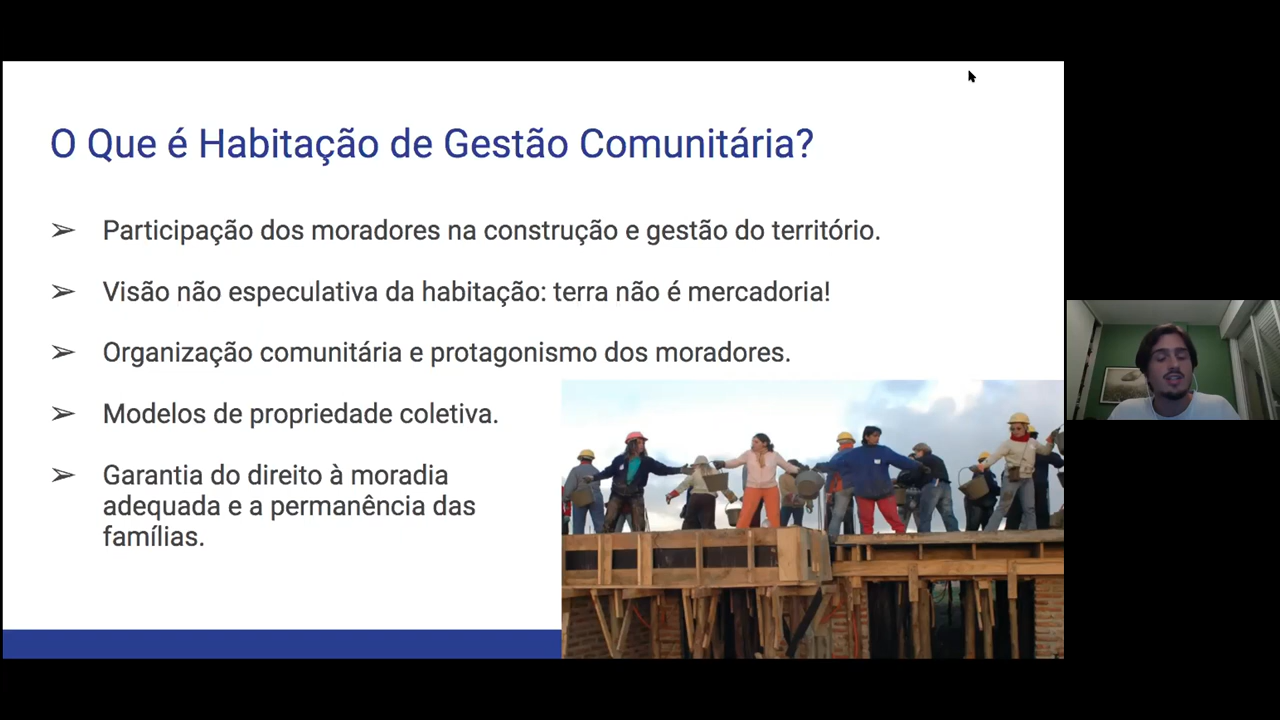 O Que é Habitação de Gestão Comunitária?
➢ Participação dos moradores na construção e gestão do território.
➢ Visão não especulativa da habitação: terra não é mercadoria!
➢ Organização comunitária e protagonismo dos moradores.
➢ Modelos de propriedade coletiva.
➢ Garantia do direito à moradia
adequada e a permanência das
famílias.